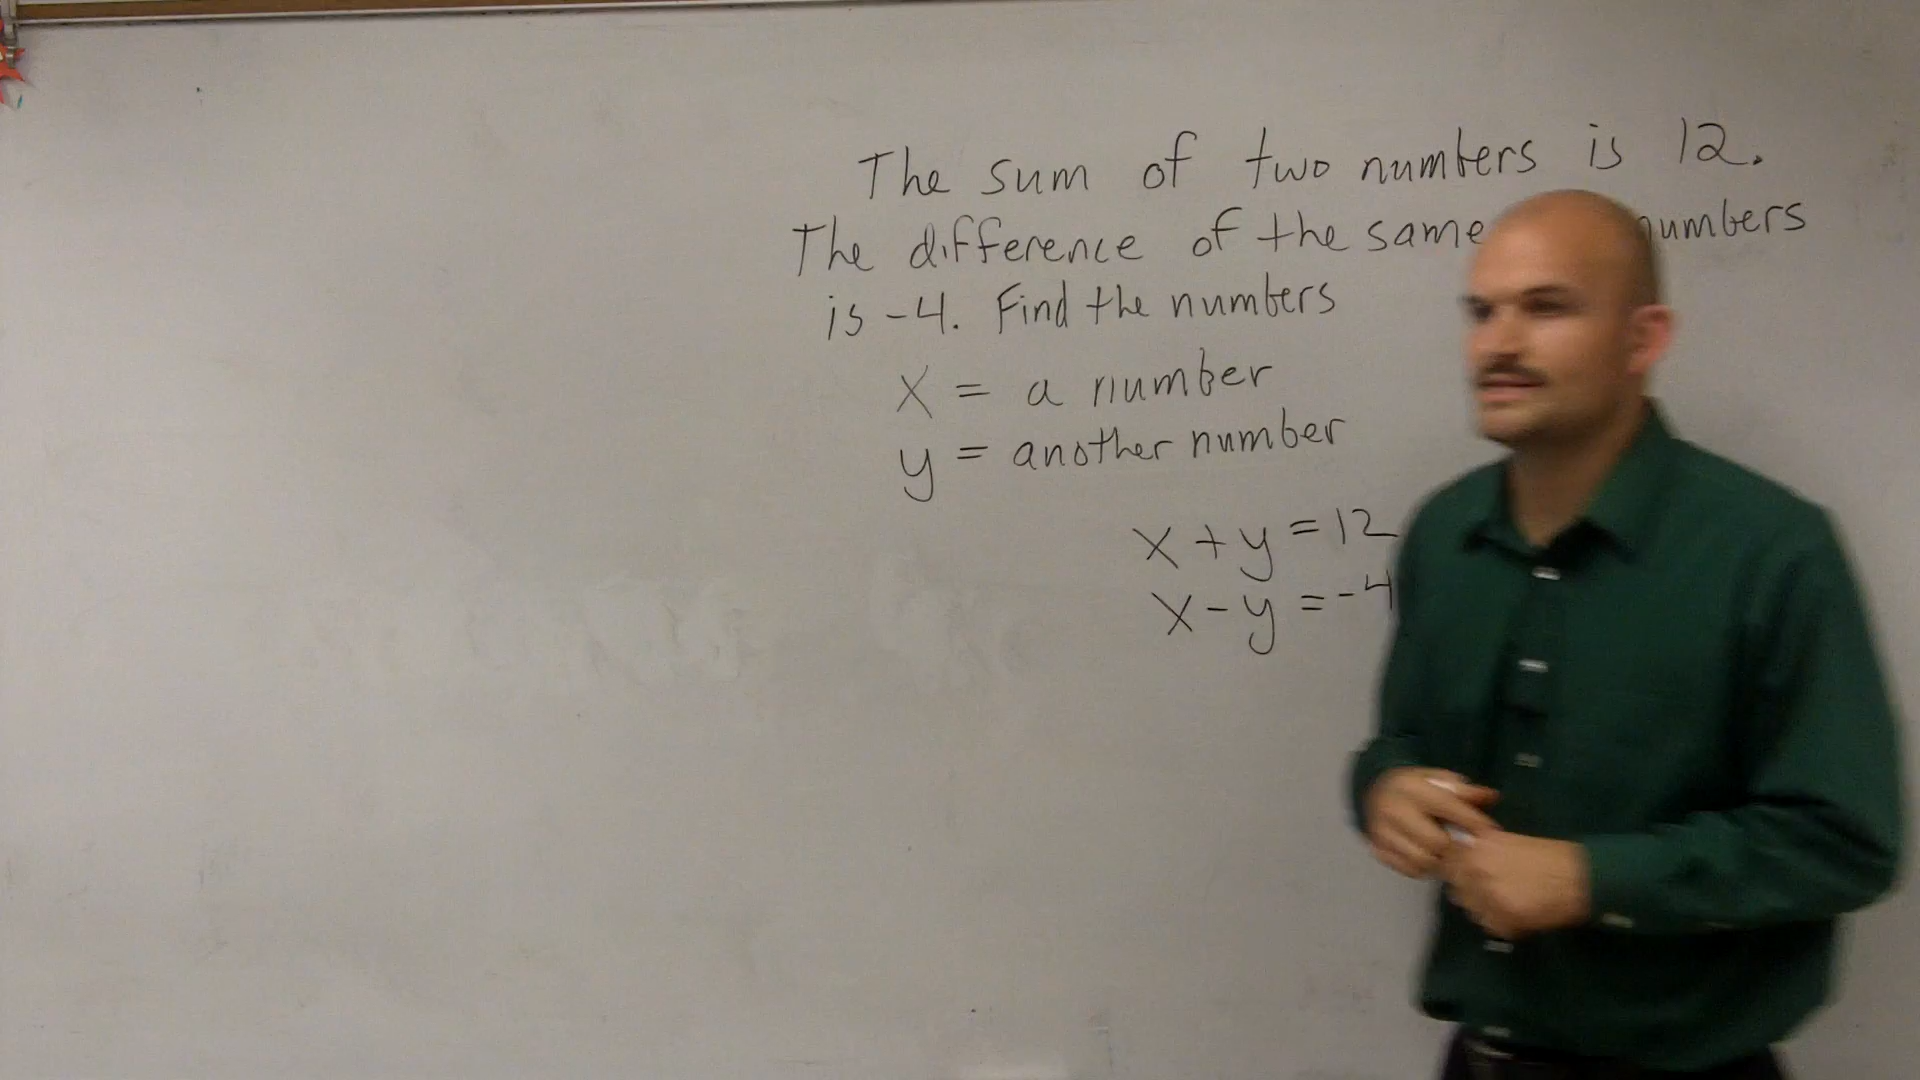 The sum of two numbers is 12.
The difference of the same numbers
is -4. Find the numbers
x = a number
y = another number
x + y = 12
x - y = -4